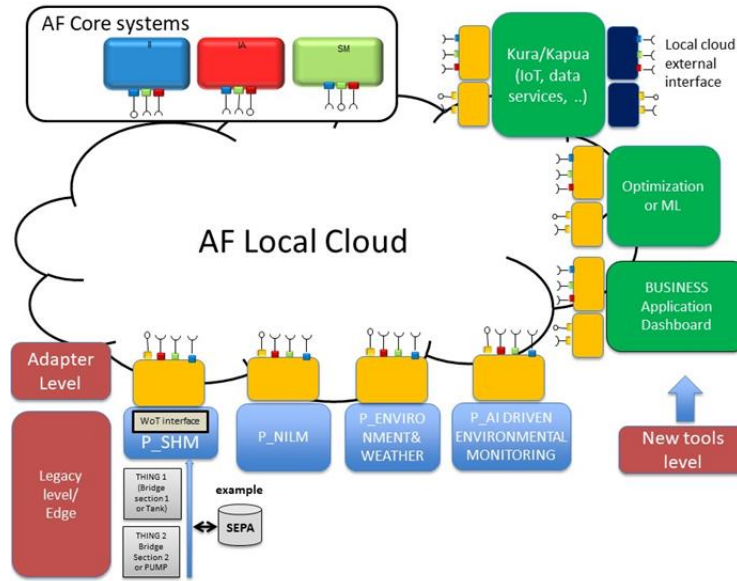 AF Core systems
II
IA
SM
Kura/Kapua
(IoT, data
services, ..)
Local cloud
external
interface
Optimization
or ML
AF Local Cloud
BUSINESS
Application
Dashboard
Adapter
Level
WoT interface
P_SHM
P_NILM
P_ENVIRO
NMENT&
WEATHER
P_AI DRIVEN
ENVIRONMENTAL
MONITORING
New tools
level
Legacy
level/
Edge
THING 1
(Bridge
section 1
or Tank)
example
SEPA
THING 2
Bridge
Section 2
or PUMP